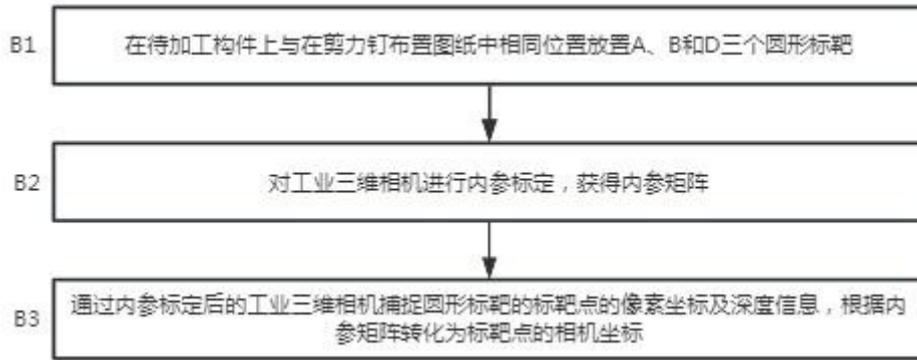 B1 在待加工构件上与在剪力钉布置图纸中相同位置放置A、B和D三个圆形标靶
B2 对工业三维相机进行内参标定，获得内参矩阵
B3 通过内参标定后的工业三维相机捕捉圆形标靶的标靶点的像素坐标及深度信息，根据内
参矩阵转化为标靶点的相机坐标